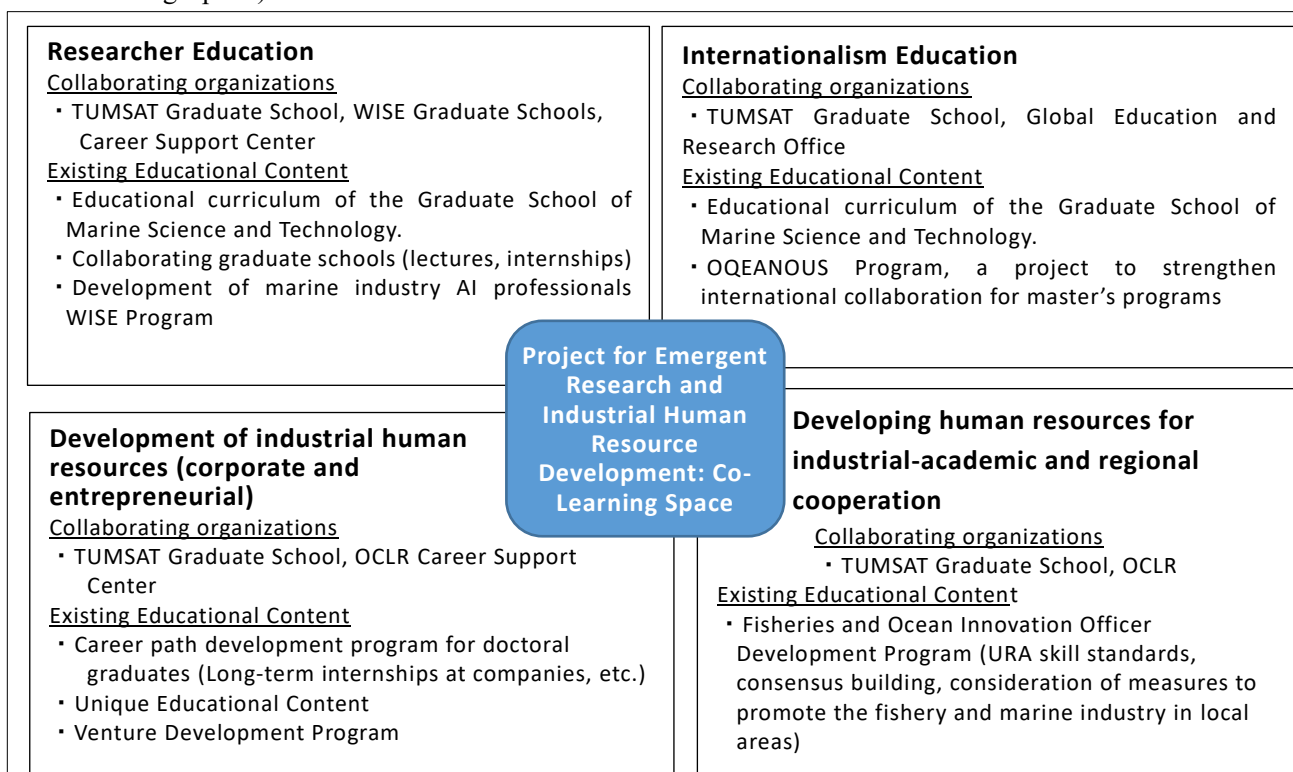 Researcher Education
Collaborating organizations
・TUMSAT Graduate School, WISE Graduate Schools,
Career Support Center
Existing Educational Content
・Educational curriculum of the Graduate School of
Marine Science and Technology.
・Collaborating graduate schools (lectures, internships)
・Development of marine industry AI professionals
WISE Program
Internationalism Education
Collaborating organizations
・TUMSAT Graduate School, Global Education and
Research Office
Existing Educational Content
・Educational curriculum of the Graduate School of
Marine Science and Technology.
・OQEANOUS Program, a project to strengthen
international collaboration for master's programs
Project for Emergent
Research and
Industrial Human
Resource
Development: Co-
Learning Space
Development of industrial human
resources (corporate and
entrepreneurial)
Collaborating organizations
・TUMSAT Graduate School, OCLR Career Support
Center
Existing Educational Content
・Career path development program for doctoral
graduates (Long-term internships at companies, etc.)
・Unique Educational Content
・Venture Development Program
Developing human resources for
industrial-academic and regional
cooperation
Collaborating organizations
・TUMSAT Graduate School, OCLR
Existing Educational Content
・Fisheries and Ocean Innovation Officer
Development Program (URA skill standards,
consensus building, consideration of measures to
promote the fishery and marine industry in local
areas)